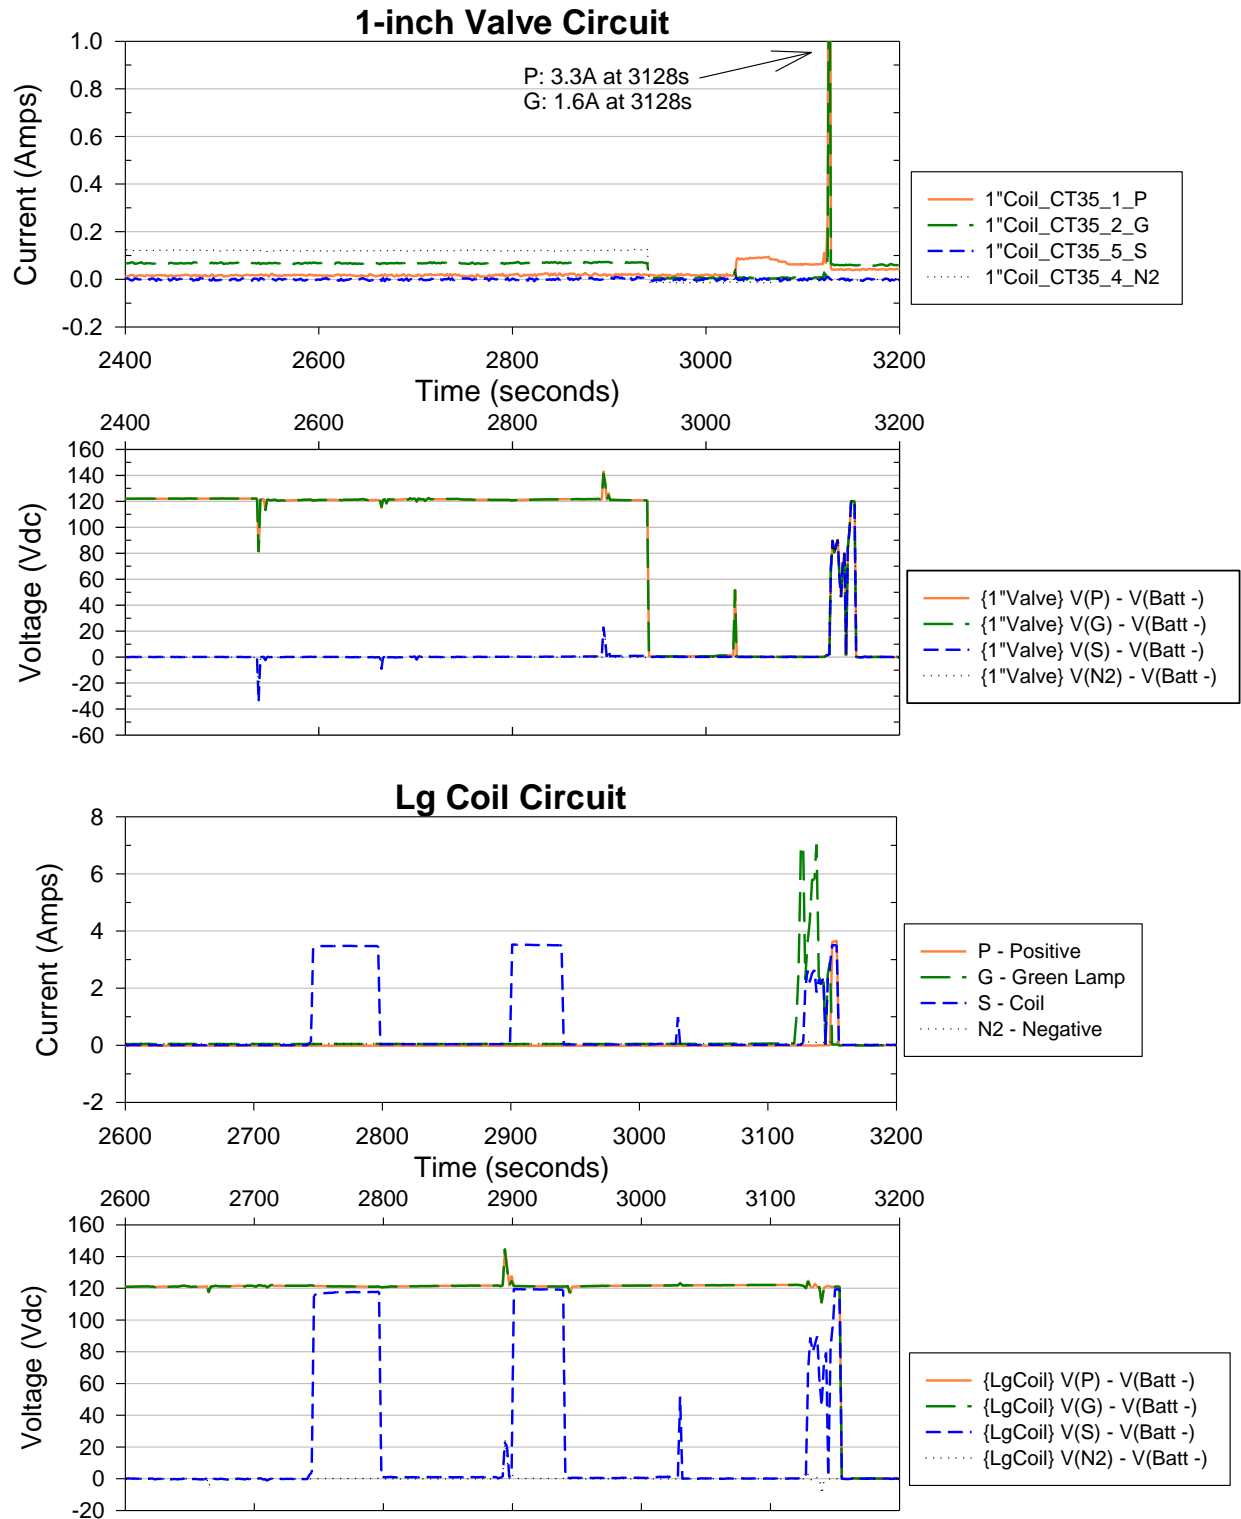 1-inch Valve Circuit
1.0
0.8
0.6
0.4
0.2
0.0
-0.2
Current (Amps)
P: 3.3A at 3128s
G: 1.6A at 3128s
2400 2600 2800 3000 3200
Time (seconds)
1"Coil_CT35_1_P
1"Coil_CT35_2_G
1"Coil_CT35_5_S
1"Coil_CT35_4_N2
2400 2600 2800 3000 3200
160
140
120
100
80
60
40
20
0
-20
-40
-60
Voltage (Vdc)
{1"Valve} V(P) - V(Batt -)
{1"Valve} V(G) - V(Batt -)
{1"Valve} V(S) - V(Batt -)
{1"Valve} V(N2) - V(Batt -)
Lg Coil Circuit
8
6
4
2
0
-2
Current (Amps)
2600 2700 2800 2900 3000 3100 3200
Time (seconds)
P - Positive
G - Green Lamp
S - Coil
N2 - Negative
2600 2700 2800 2900 3000 3100 3200
160
140
120
100
80
60
40
20
0
-20
Voltage (Vdc)
{LgCoil} V(P) - V(Batt -)
{LgCoil} V(G) - V(Batt -)
{LgCoil} V(S) - V(Batt -)
{LgCoil} V(N2) - V(Batt -)